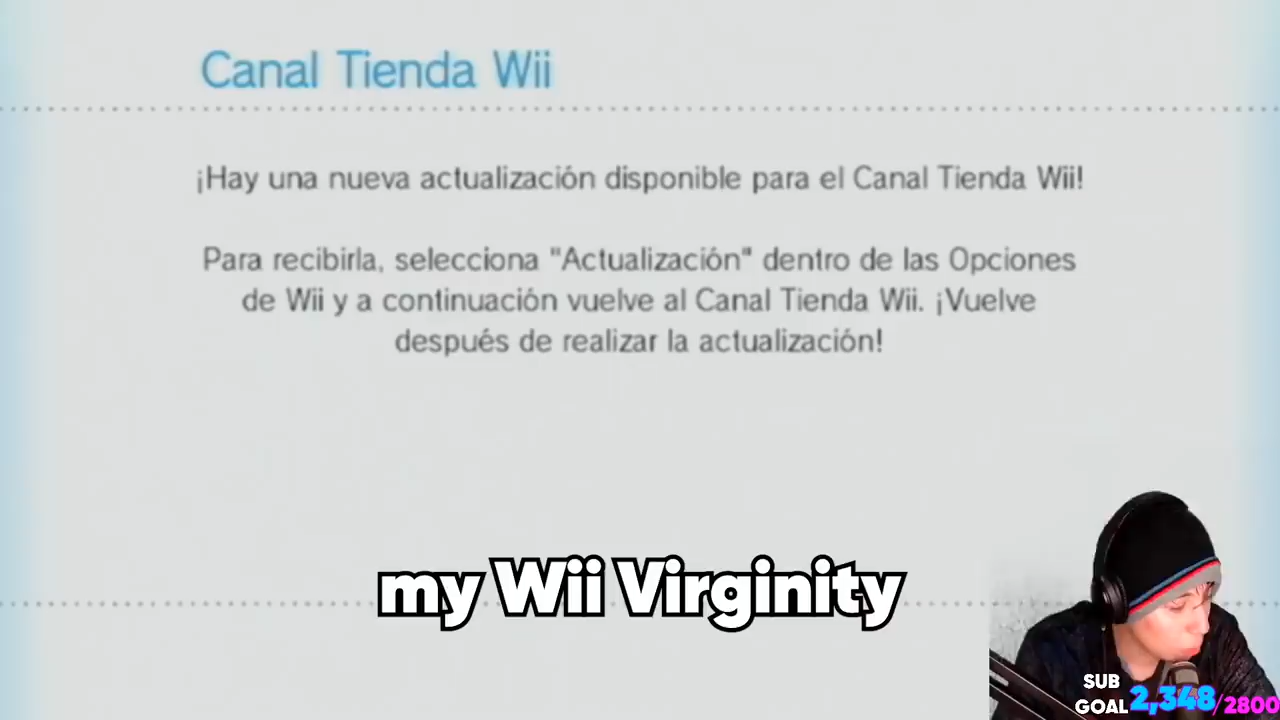 Canal Tienda Wii
¡Hay una nueva actualización disponible para el Canal Tienda Wii!
Para recibirla, selecciona "Actualización" dentro de las Opciones
de Wii y a continuación vuelve al Canal Tienda Wii. ¡Vuelve
después de realizar la actualización!
my Wii Virginity
SUB
GOAL 2,348/2800